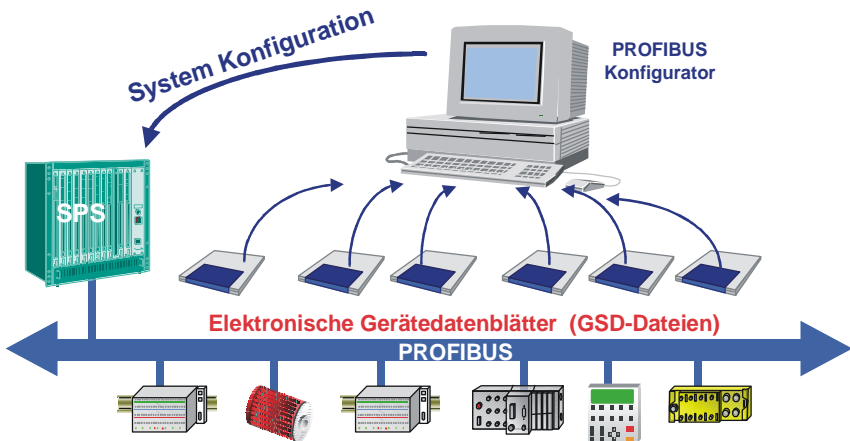 System Konfiguration
PROFIBUS
Konfigurator
SPS
Elektronische Gerätedatenblätter (GSD-Dateien)
PROFIBUS